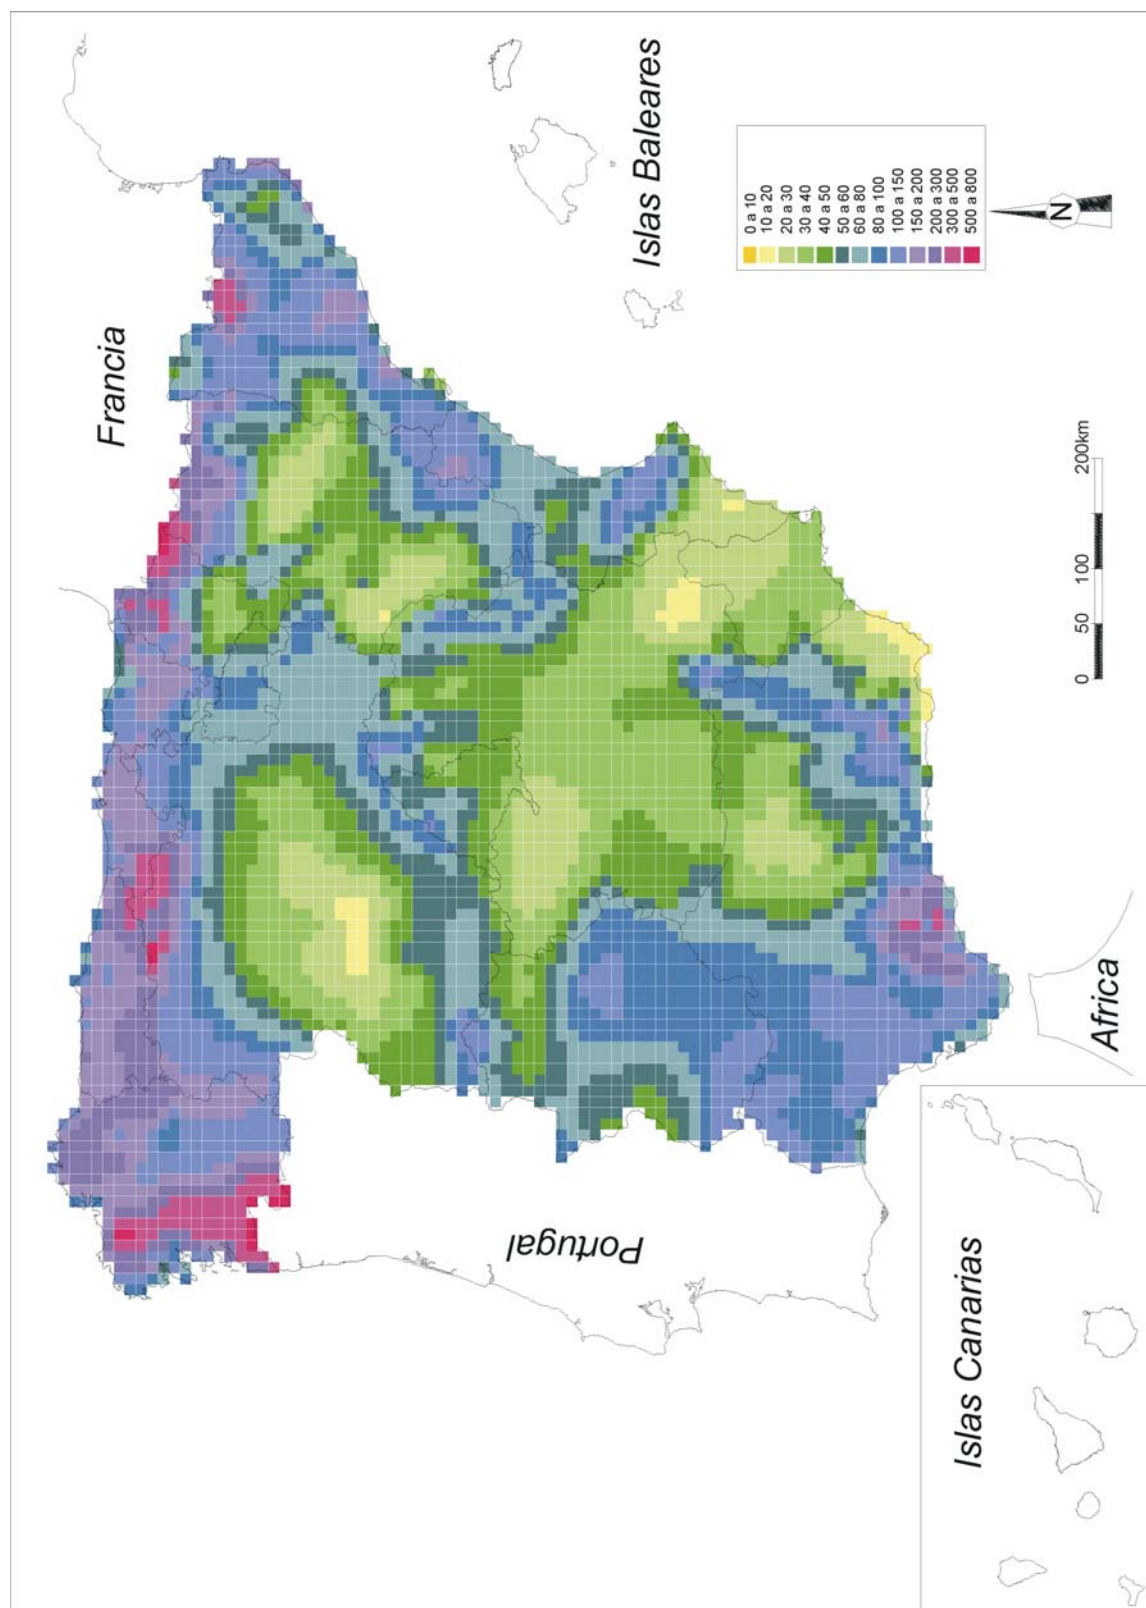 Francia
Islas Baleares
0 a 10
10 a 20
20 a 30
30 a 40
40 a 50
50 a 60
60 a 80
80 a 100
100 a 150
150 a 200
200 a 300
300 a 500
500 a 800
N
0 50 100 200km
Portugal
Africa
Islas Canarias